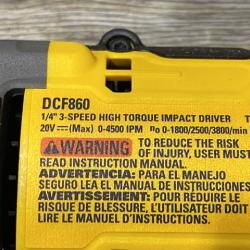 DCF860
1/4" 3-SPEED HIGH TORQUE IMPACT DRIVER T
20V⎓(Max) 0-4500 IPM n₀ 0-1800/2500/3800/min
WARNING TO REDUCE THE RISK
OF INJURY, USER MUST
READ INSTRUCTION MANUAL.
ADVERTENCIA: PARA EL MANEJO
SEGURO LEA EL MANUAL DE INSTRUCCIONES
AVERTISSEMENT: POUR RÉDUIRE LE
RISQUE DE BLESSURE, L'UTILISATEUR DOIT
LIRE LE MANUEL D'INSTRUCTIONS.